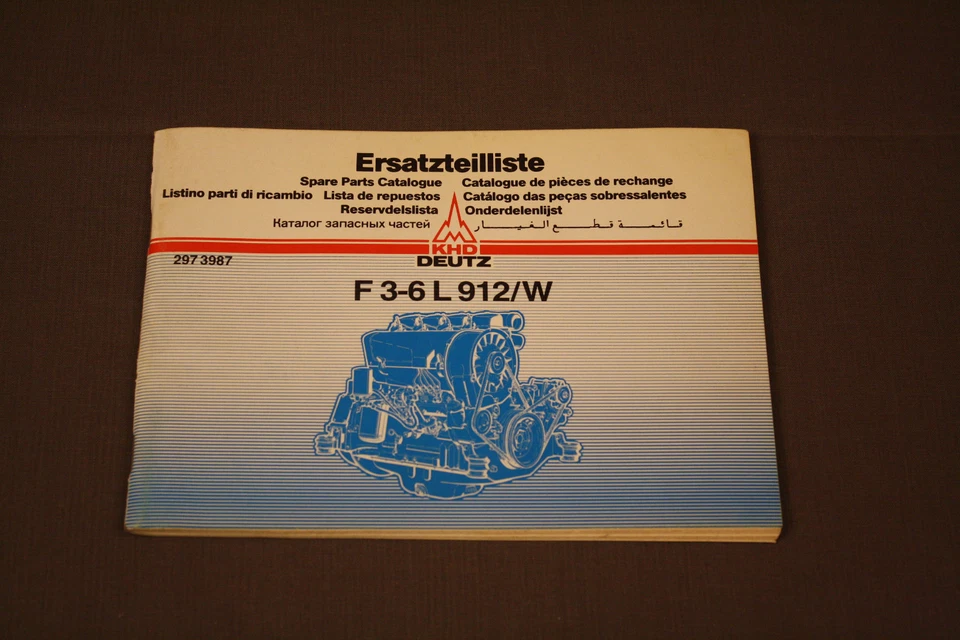 Ersatzteilliste
Spare Parts Catalogue Catalogue de pièces de rechange
Listino parti di ricambio Lista de repuestos Catálogo das peças sobressalentes
Reservdelslista Onderdelenlijst
Каталог запасных частей قائمة قطع الغيار
KHD
DEUTZ
297 3987
F 3-6 L 912/W